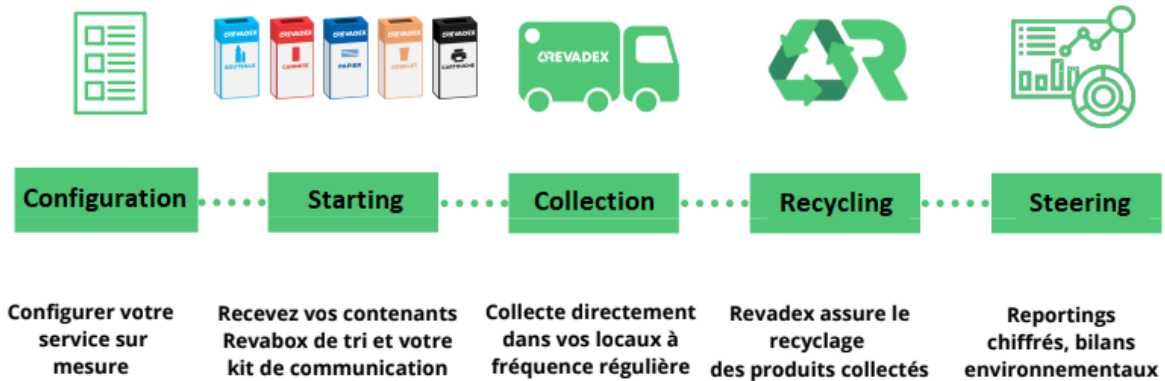 REVADEX REVADEX REVADEX REVADEX REVADEX
BOUTEILLE CANNETTE PAPIER GOBELET CARTOUCHE
REVADEX
R
Configuration Starting Collection Recycling Steering
Configurer votre
service sur
mesure
Recevez vos contenants
Revabox de tri et votre
kit de communication
Collecte directement
dans vos locaux à
fréquence régulière
Revadex assure le
recyclage
des produits collectés
Reportings
chiffrés, bilans
environnementaux